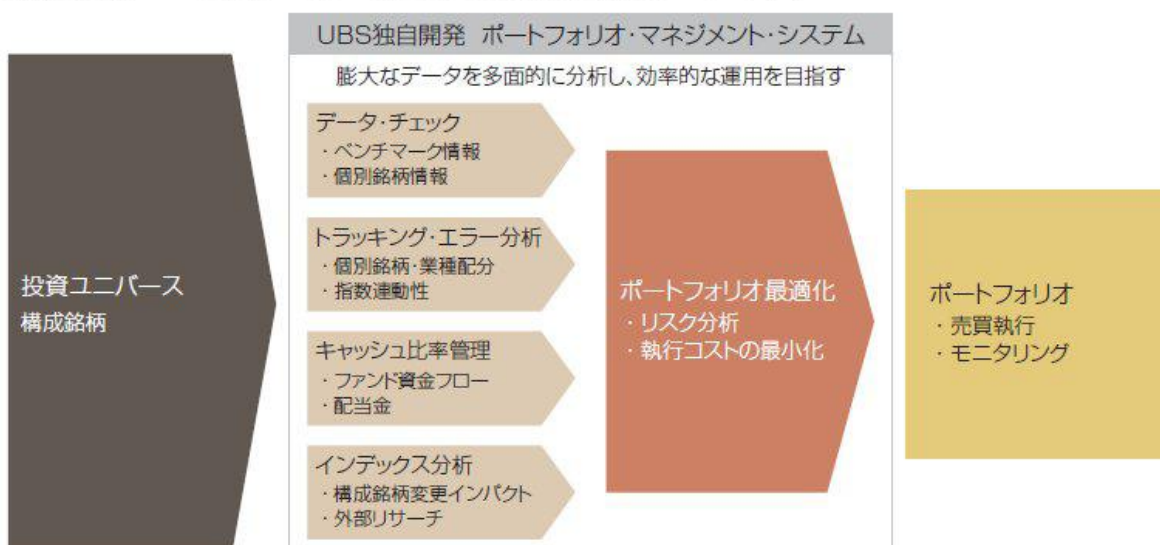 UBS独自開発 ポートフォリオ・マネジメント・システム
膨大なデータを多面的に分析し、効率的な運用を目指す
投資ユニバース
構成銘柄
データ・チェック
・ベンチマーク情報
・個別銘柄情報
トラッキング・エラー分析
・個別銘柄・業種配分
・指数連動性
キャッシュ比率管理
・ファンド資金フロー
・配当金
インデックス分析
・構成銘柄変更インパクト
・外部リサーチ
ポートフォリオ最適化
・リスク分析
・執行コストの最小化
ポートフォリオ
・売買執行
・モニタリング